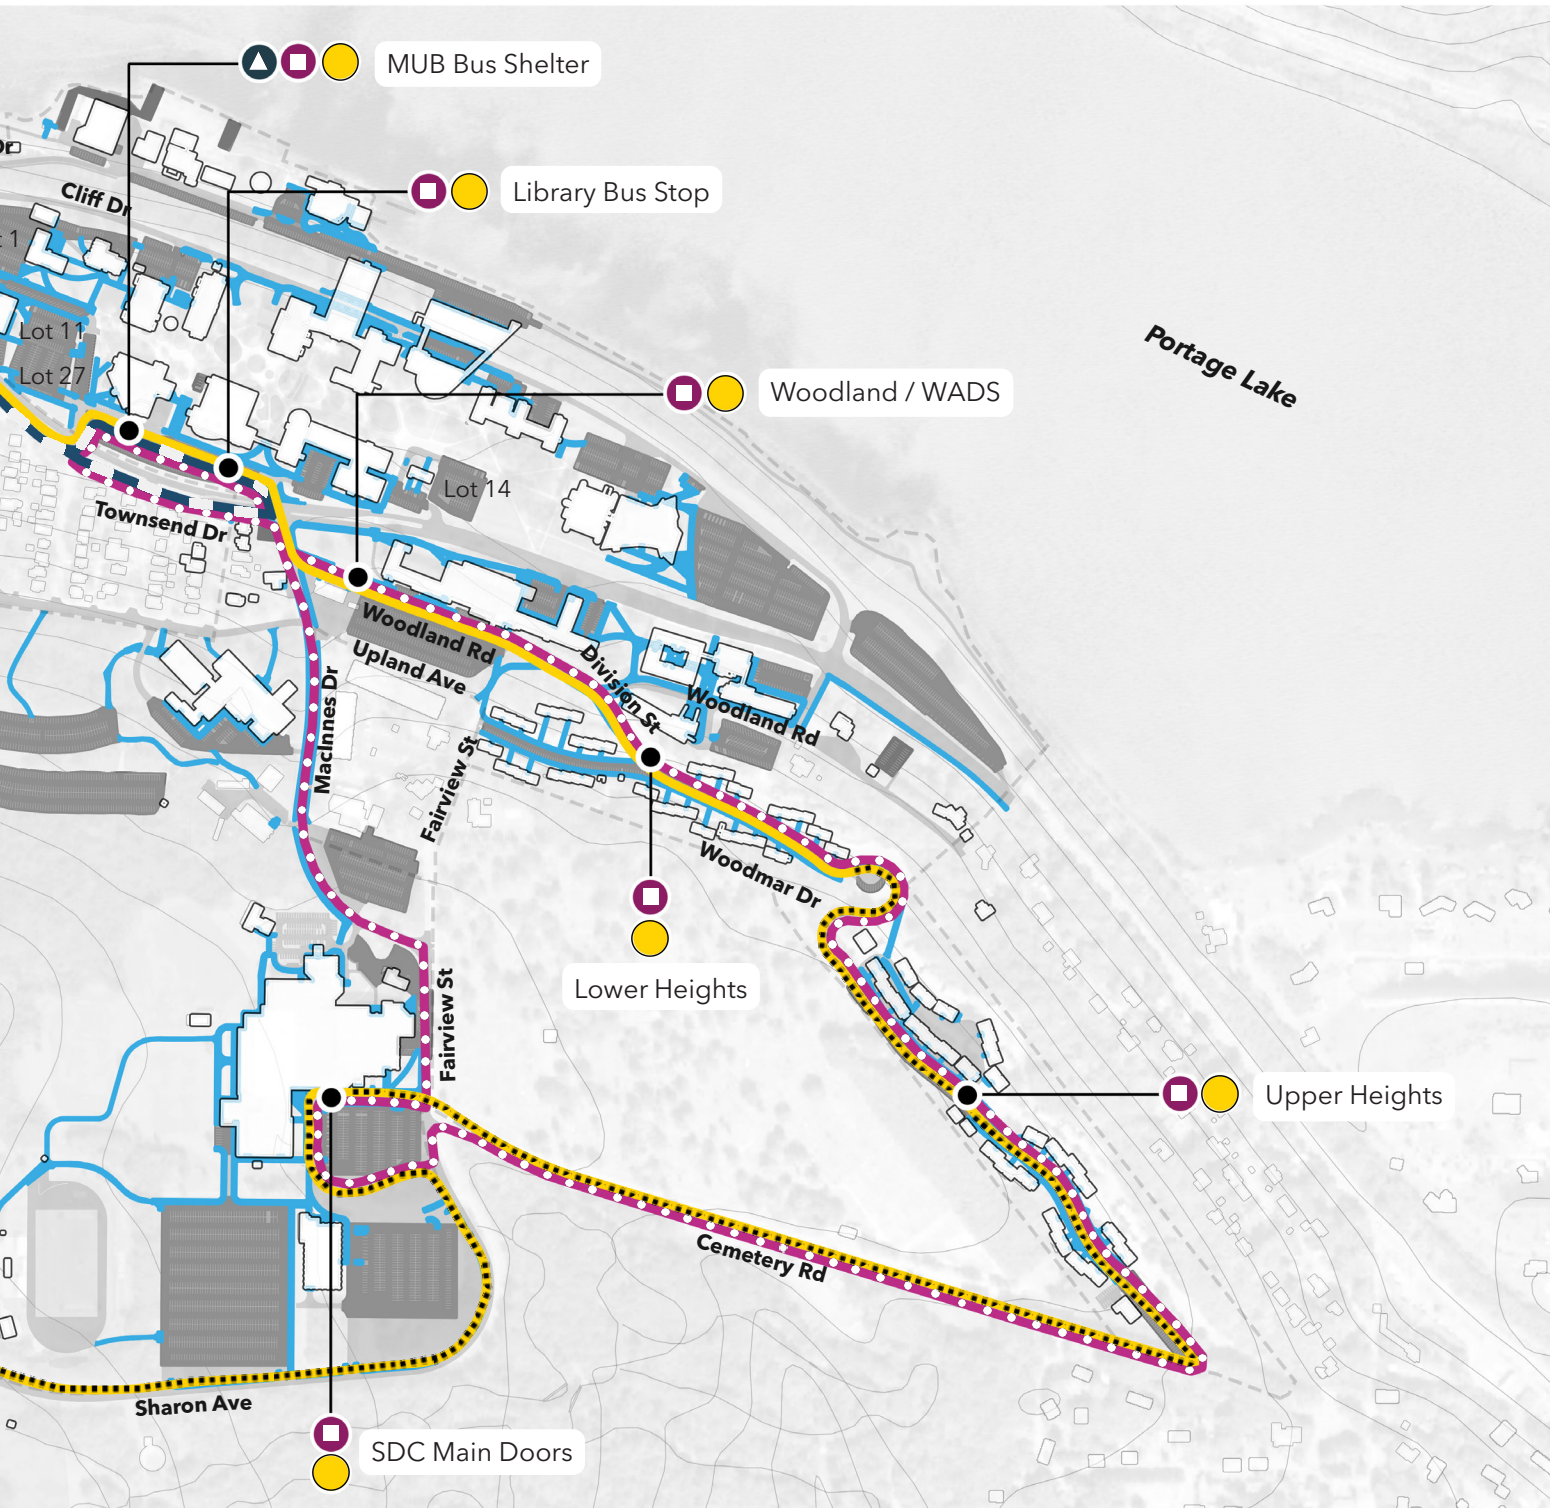 MUB Bus Shelter
Library Bus Stop
Cliff Dr
Lot 11
Lot 27
Portage Lake
Woodland / WADS
Lot 14
Townsend Dr
Woodland Rd
Upland Ave
Division St
Woodland Rd
MacInnes Dr
Fairview St
Woodmar Dr
Lower Heights
Fairview St
Upper Heights
Cemetery Rd
Sharon Ave
SDC Main Doors